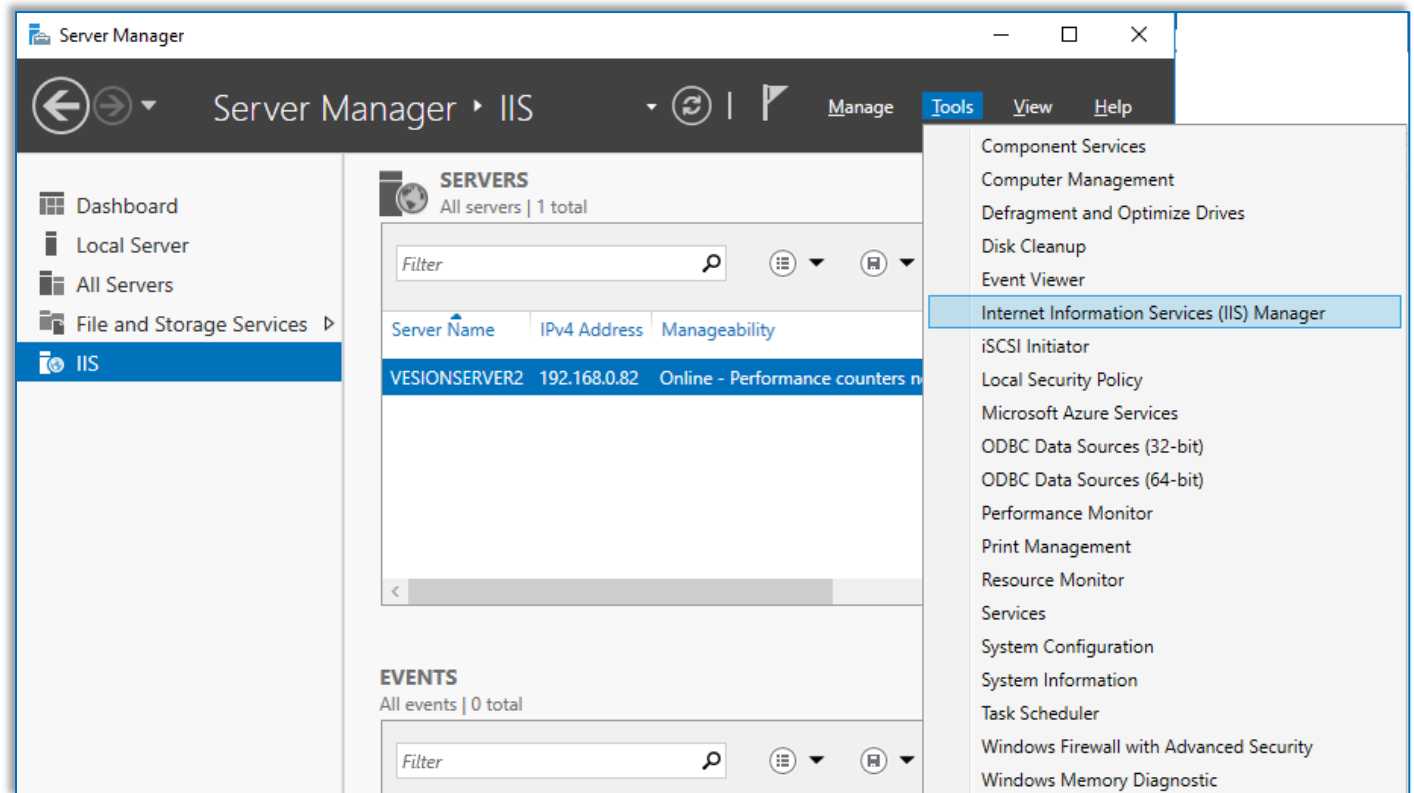 Server Manager
Server Manager ‣ IIS
Manage Tools View Help
Dashboard
Local Server
All Servers
File and Storage Services
IIS
SERVERS
All servers | 1 total
Filter
Server Name IPv4 Address Manageability
VESIONSERVER2 192.168.0.82 Online - Performance counters
EVENTS
All events | 0 total
Filter
Component Services
Computer Management
Defragment and Optimize Drives
Disk Cleanup
Event Viewer
Internet Information Services (IIS) Manager
iSCSI Initiator
Local Security Policy
Microsoft Azure Services
ODBC Data Sources (32-bit)
ODBC Data Sources (64-bit)
Performance Monitor
Print Management
Resource Monitor
Services
System Configuration
System Information
Task Scheduler
Windows Firewall with Advanced Security
Windows Memory Diagnostic